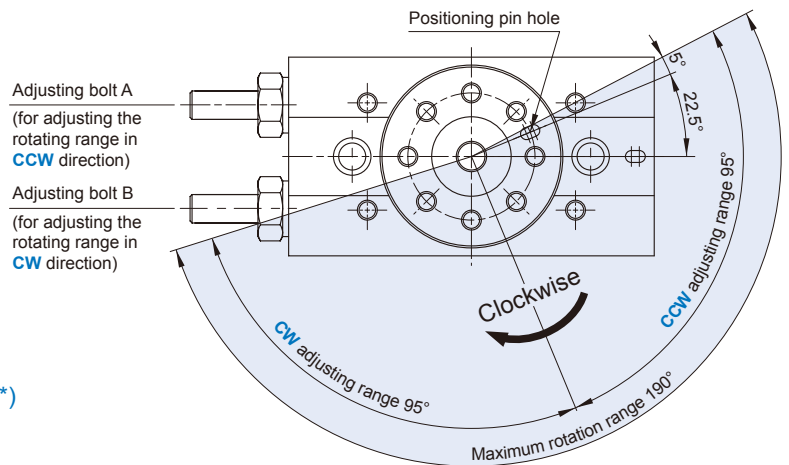 Positioning pin hole
Adjusting bolt A
(for adjusting the
rotating range in
CCW direction)
Adjusting bolt B
(for adjusting the
rotating range in
CW direction)
5°
22.5°
Clockwise
CCW adjusting range 95°
CW adjusting range 95°
Maximum rotation range 190°
*)